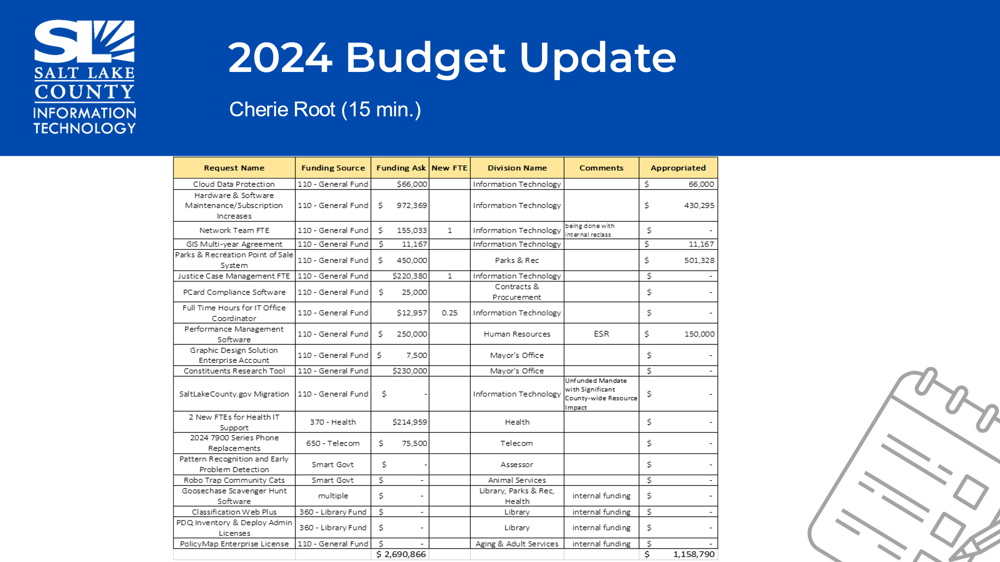 SL
SALT LAKE
COUNTY
INFORMATION
TECHNOLOGY
2024 Budget Update
Cherie Root (15 min.)
Request Name Funding Source Funding Ask New FTE Division Name Comments Appropriated
Cloud Data Protection 110 - General Fund $66,000 Information Technology $ 66,000
Hardware & Software
Maintenance/Subscription
Increases 110 - General Fund $ 972,369 Information Technology $ 430,295
Network Team FTE 110 - General Fund $ 155,033 1 Information Technology being done with
internal reclass $ -
GIS Multi-year Agreement 110 - General Fund $ 11,167 Information Technology $ 11,167
Parks & Recreation Point of Sale
System 110 - General Fund $ 450,000 Parks & Rec $ 501,328
Justice Case Management FTE 110 - General Fund $220,380 1 Information Technology $ -
PCard Compliance Software 110 - General Fund $ 25,000 Contracts &
Procurement $ -
Full Time Hours for IT Office
Coordinator 110 - General Fund $12,957 0.25 Information Technology $ -
Performance Management
Software 110 - General Fund $ 250,000 Human Resources ESR $ 150,000
Graphic Design Solution
Enterprise Account 110 - General Fund $ 7,500 Mayor's Office $ -
Constituents Research Tool 110 - General Fund $230,000 Mayor's Office $ -
SaltLakeCounty.gov Migration 110 - General Fund $ - Information Technology Unfunded Mandate
with Significant
County-wide Resource
Impact $ -
2 New FTEs for Health IT
Support 370 - Health $214,959 Health $ -
2024 7900 Series Phone
Replacements 650 - Telecom $ 75,500 Telecom $ -
Pattern Recognition and Early
Problem Detection Smart Govt $ - Assessor $ -
Robo Trap Community Cats Smart Govt $ - Animal Services $ -
Goosechase Scavenger Hunt
Software multiple $ - Library, Parks & Rec,
Health internal funding $ -
Classification Web Plus 360 - Library Fund $ - Library internal funding $ -
PDQ Inventory & Deploy Admin
Licenses 360 - Library Fund $ - Library internal funding $ -
PolicyMap Enterprise License 110 - General Fund $ - Aging & Adult Services internal funding $ -
$ 2,690,866 $ 1,158,790